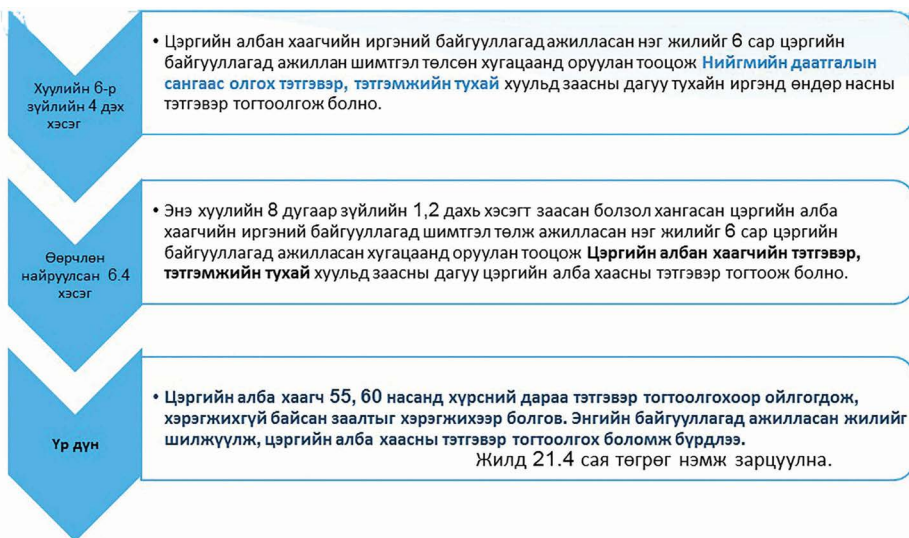 Хуулийн 6-р
зүйлийн 4 дэх
хэсэг
• Цэргийн албан хаагчийн иргэний байгууллагад ажилласан нэг жилийг 6 сар цэргийн
байгууллагад ажиллан шимтгэл төлсөн хугацаанд оруулан тооцож Нийгмийн даатгалын
сангаас олгох тэтгэвэр, тэтгэмжийн тухай хуульд заасны дагуу тухайн иргэнд өндөр насны
тэтгэвэр тогтоолгож болно.
Өөрчлөн
найруулсан 6.4
хэсэг
• Энэ хуулийн 8 дугаар зүйлийн 1,2 дахь хэсэгт заасан болзол хангасан цэргийн алба
хаагчийн иргэний байгууллагад шимтгэл төлж ажилласан нэг жилийг 6 сар цэргийн
байгууллагад ажилласан хугацаанд оруулан тооцож Цэргийн албан хаагчийн тэтгэвэр,
тэтгэмжийн тухай хуульд заасны дагуу цэргийн алба хаасны тэтгэвэр тогтоож болно.
Үр дүн
• Цэргийн алба хаагч 55, 60 насанд хүрсний дараа тэтгэвэр тогтоолгохоор ойлгогдож,
хэрэгжихгүй байсан заалтыг хэрэгжихээр болгов. Энгийн байгууллагад ажилласан жилийг
шилжүүлж, цэргийн алба хаасны тэтгэвэр тогтоолгох боломж бүрдлээ.
Жилд 21.4 сая төгрөг нэмж зарцуулна.